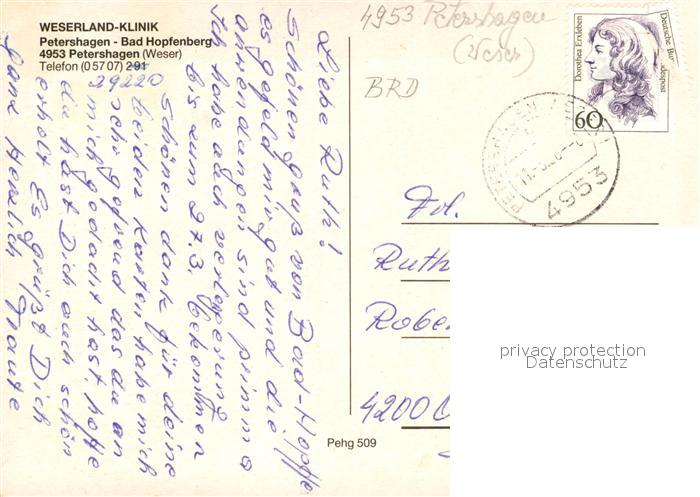 WESERLAND-KLINIK
Petershagen - Bad Hopfenberg
4953 Petershagen (Weser)
Telefon (05707) 291
29220
Liebe Ruth!
Schönen Gruß von Bad-Hopfe
es gefeld mir gut und die
anwendungen sind prima
Ich habe auch verlegerung
bis zum 27.3. bekommen
Schönen dank für deine
beiden Karten, habe mich
sehr gefreud das du an
mich gedacht hast hoffe
du hast Dich auch schön
erholt Es grüßt Dich
ganz Herzlich Traute
4953 Petershagen
(Weser)
BRD
Dorothea Erxleben
Deutsche Bundespost
60
PETERSHAGEN
4953
Frl.
Ruth
Rober
4200 O
privacy protection
Datenschutz
Pehg 509